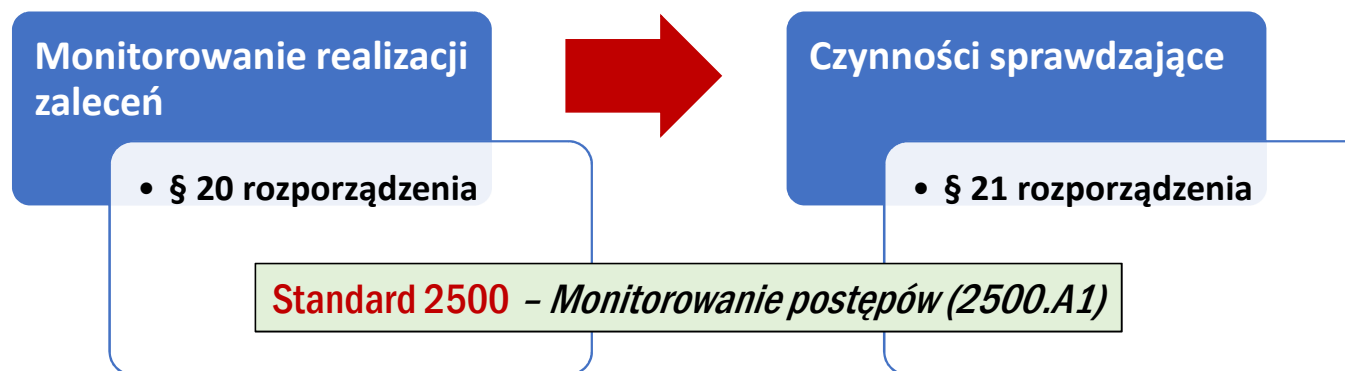 Monitorowanie realizacji
zaleceń
• § 20 rozporządzenia
Czynności sprawdzające
• § 21 rozporządzenia
Standard 2500 – Monitorowanie postępów (2500.A1)